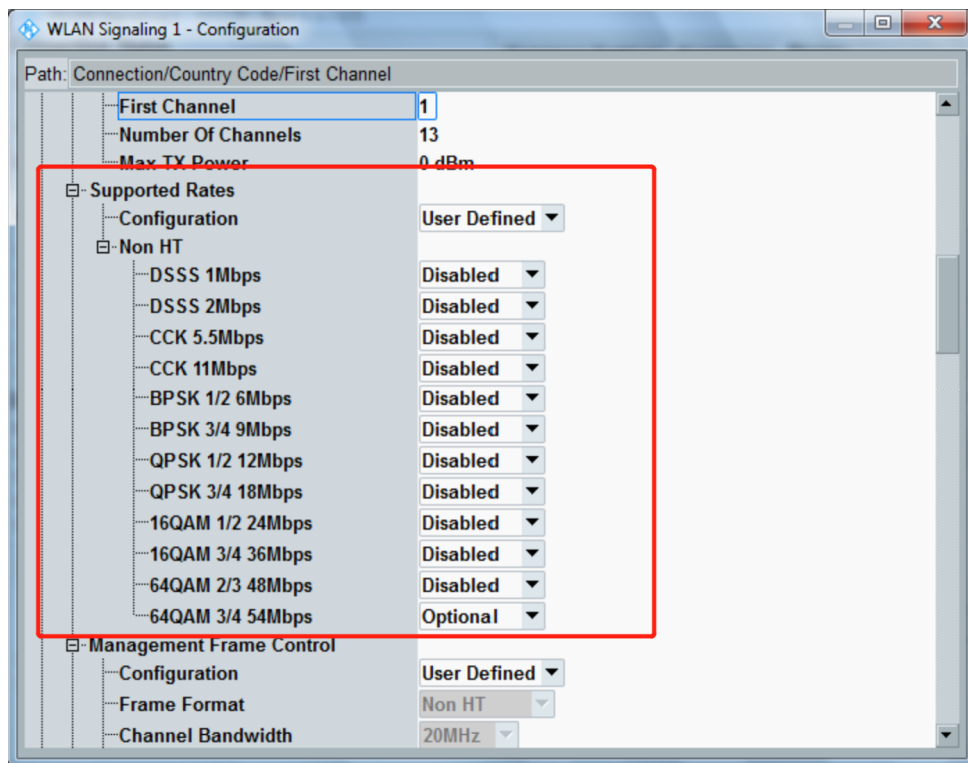 WLAN Signaling 1 - Configuration
Path: Connection/Country Code/First Channel
First Channel 1
Number Of Channels 13
Max TX Power 0 dBm
Supported Rates
Configuration User Defined
Non HT
DSSS 1Mbps Disabled
DSSS 2Mbps Disabled
CCK 5.5Mbps Disabled
CCK 11Mbps Disabled
BPSK 1/2 6Mbps Disabled
BPSK 3/4 9Mbps Disabled
QPSK 1/2 12Mbps Disabled
QPSK 3/4 18Mbps Disabled
16QAM 1/2 24Mbps Disabled
16QAM 3/4 36Mbps Disabled
64QAM 2/3 48Mbps Disabled
64QAM 3/4 54Mbps Optional
Management Frame Control
Configuration User Defined
Frame Format Non HT
Channel Bandwidth 20MHz